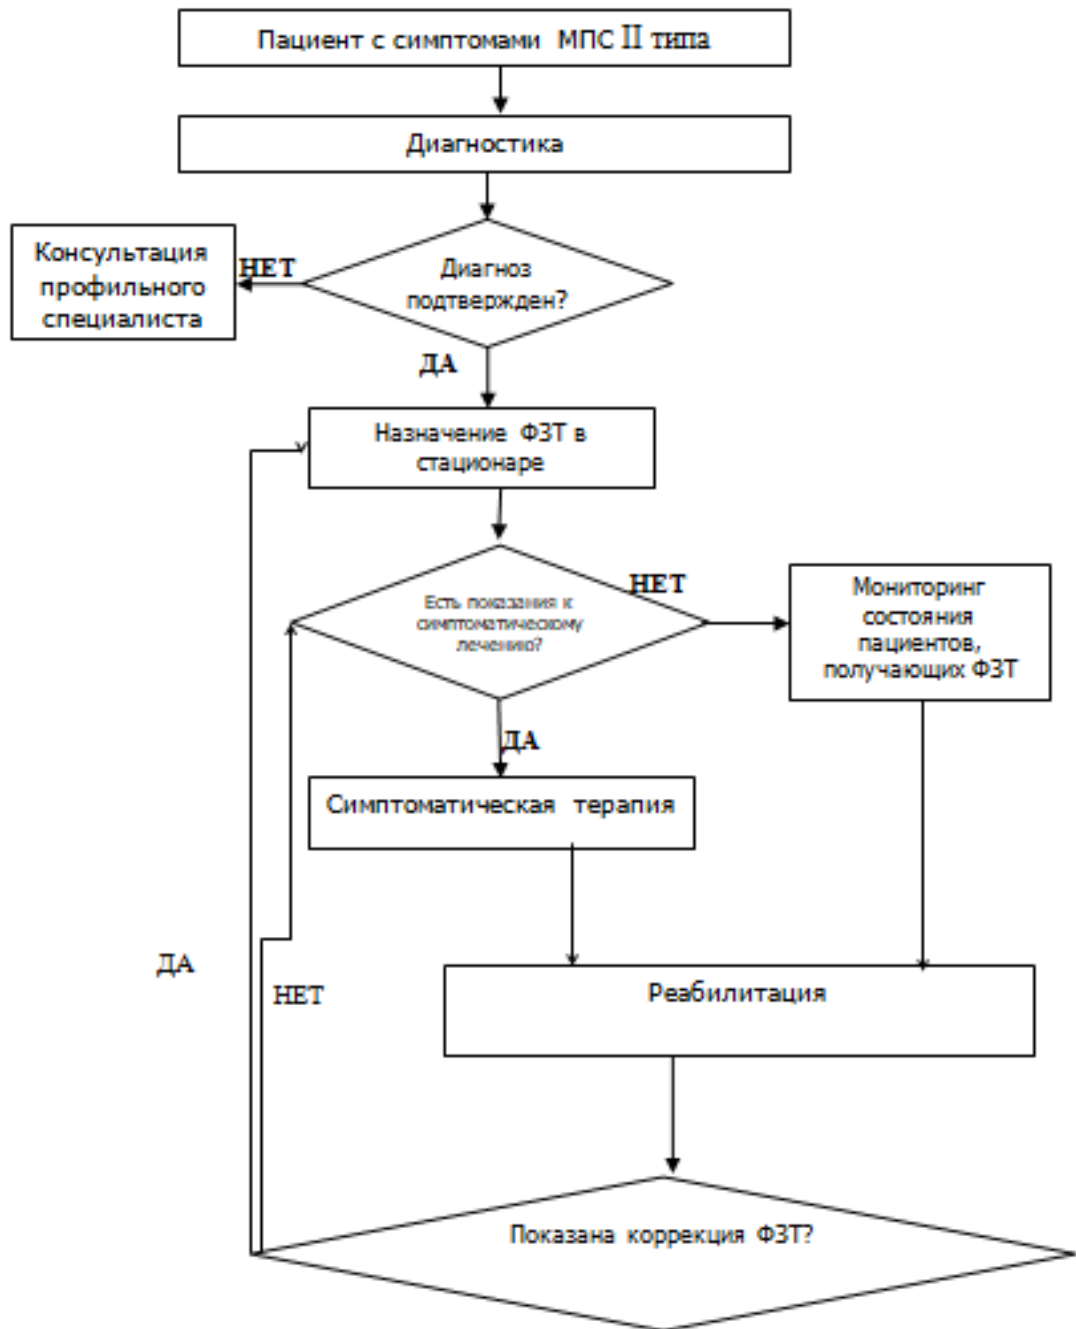 Пациент с симптомами МПС II типа
Диагностика
Консультация
профильного
специалиста
НЕТ
Диагноз
подтвержден?
ДА
Назначение ФЗТ в
стационаре
Есть показания к
симптоматическому
лечению?
НЕТ
Мониторинг
состояния
пациентов,
получающих ФЗТ
ДА
Симптоматическая терапия
ДА
НЕТ
Реабилитация
Показана коррекция ФЗТ?